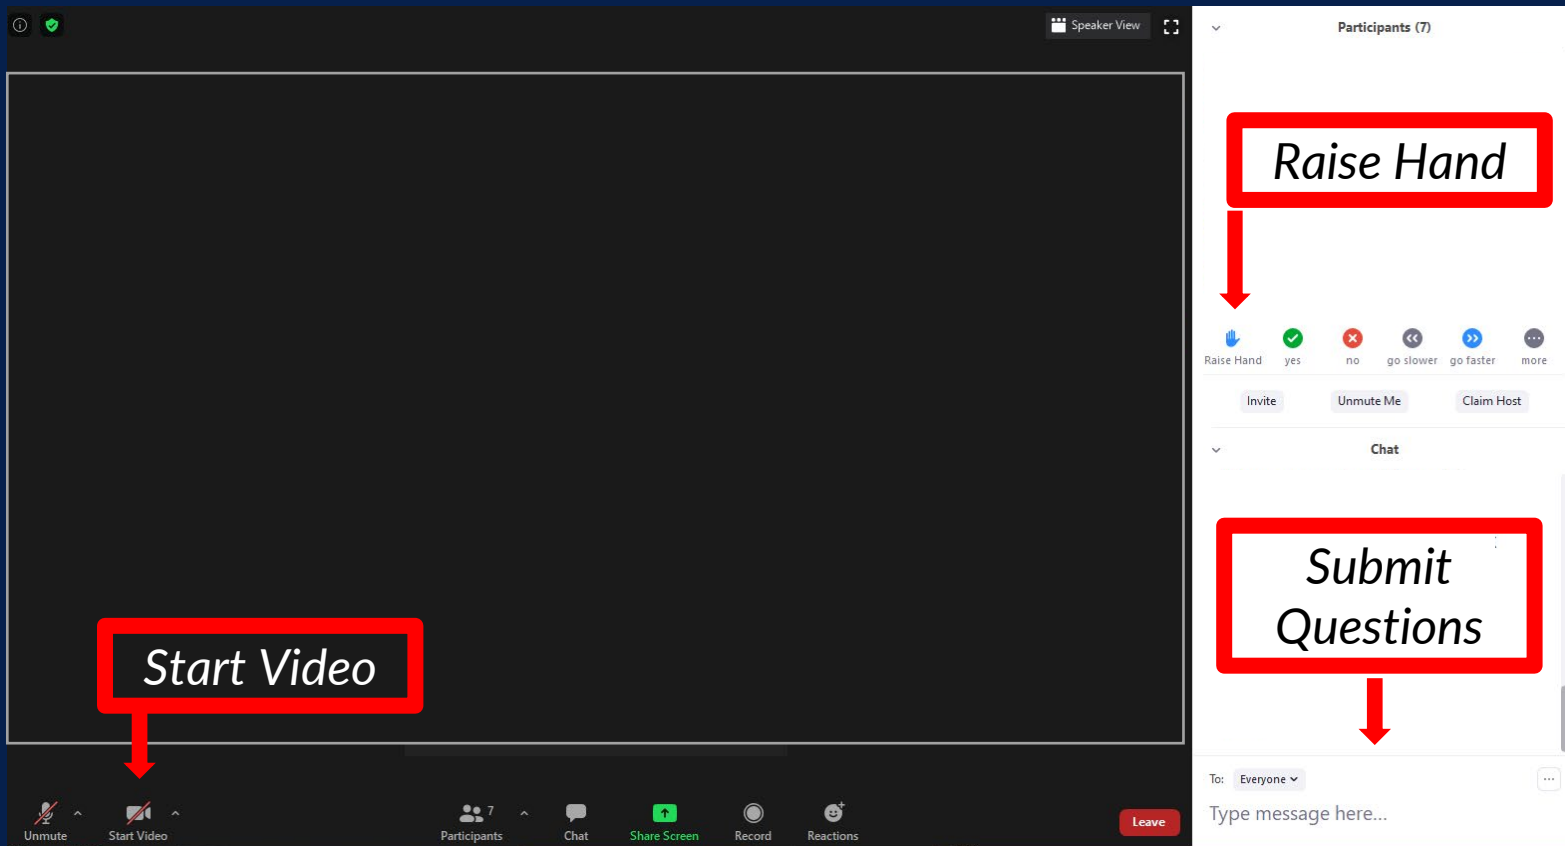 Speaker View
Participants (7)
Raise Hand
Raise Hand
yes
no
go slower
go faster
more
Invite
Unmute Me
Claim Host
Chat
Submit
Questions
Start Video
To: Everyone
Type message here...
Unmute
Start Video
7
Participants
Chat
Share Screen
Record
Reactions
Leave